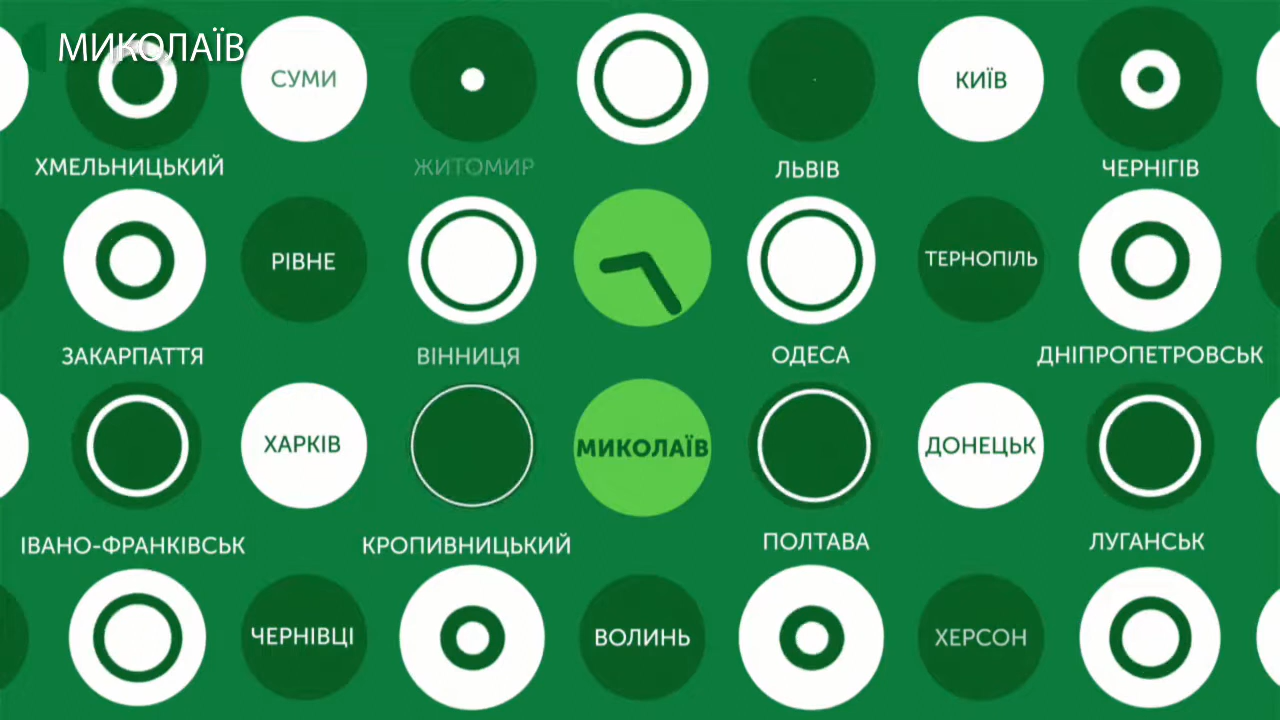 МИКОЛАЇВ
СУМИ
КИЇВ
ХМЕЛЬНИЦЬКИЙ
ЖИТОМИР
ЛЬВІВ
ЧЕРНІГІВ
РІВНЕ
ТЕРНОПІЛЬ
ЗАКАРПАТТЯ
ВІННИЦЯ
ОДЕСА
ДНІПРОПЕТРОВСЬК
ХАРКІВ
МИКОЛАЇВ
ДОНЕЦЬК
ІВАНО-ФРАНКІВСЬК
КРОПИВНИЦЬКИЙ
ПОЛТАВА
ЛУГАНСЬК
ЧЕРНІВЦІ
ВОЛИНЬ
ХЕРСОН